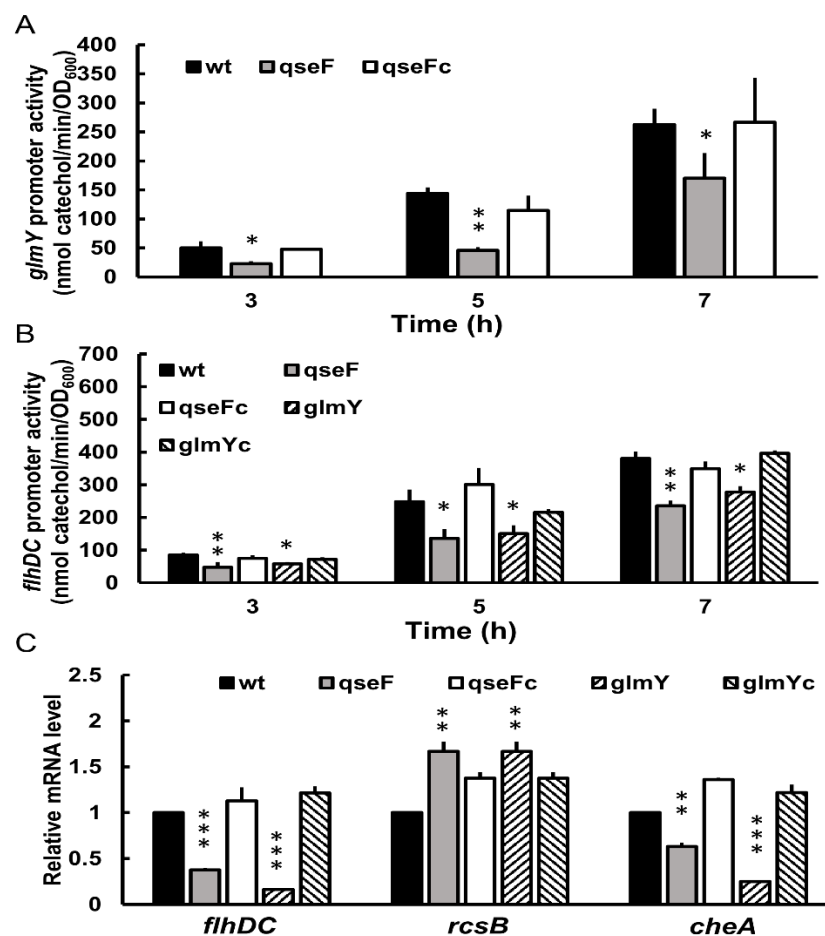 A
glmY promoter activity
(nmol catechol/min/OD600)
400
350
300
250
200
150
100
50
0
wt qseF qseFc
* ** *
3 5 7
Time (h)
B
flhDC promoter activity
(nmol catechol/min/OD600)
700
600
500
400
300
200
100
0
wt qseF
qseFc glmY
glmYc
** * * * ** *
3 5 7
Time (h)
C
Relative mRNA level
2.5
2
1.5
1
0.5
0
wt qseF qseFc glmY glmYc
*** *** ** ** ** ***
flhDC rcsB cheA